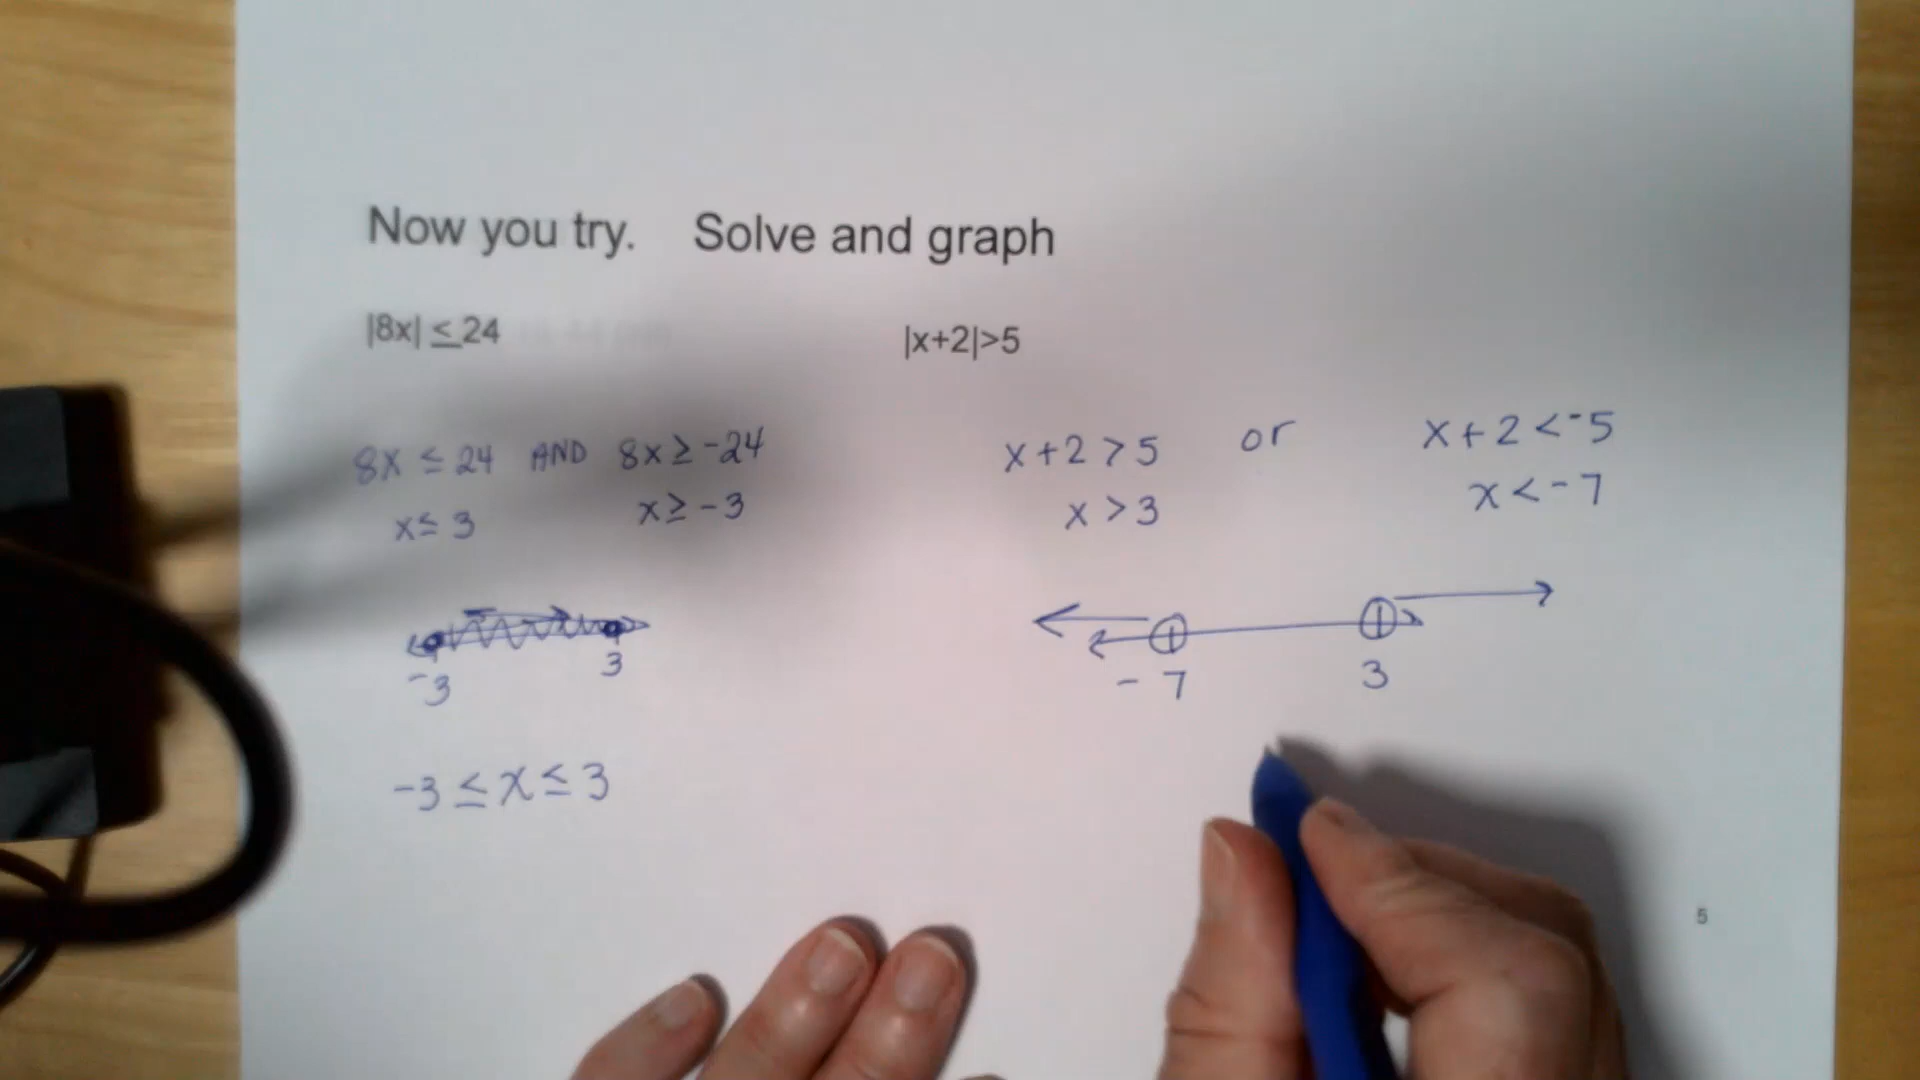 Now you try. Solve and graph
|8x| ≤ 24
8x ≤ 24 AND 8x ≥ -24
x ≤ 3 x ≥ -3
-3 3
-3 ≤ x ≤ 3
|x+2|>5
x+2 > 5 or x+2 < -5
x > 3 x < -7
-7 3
5